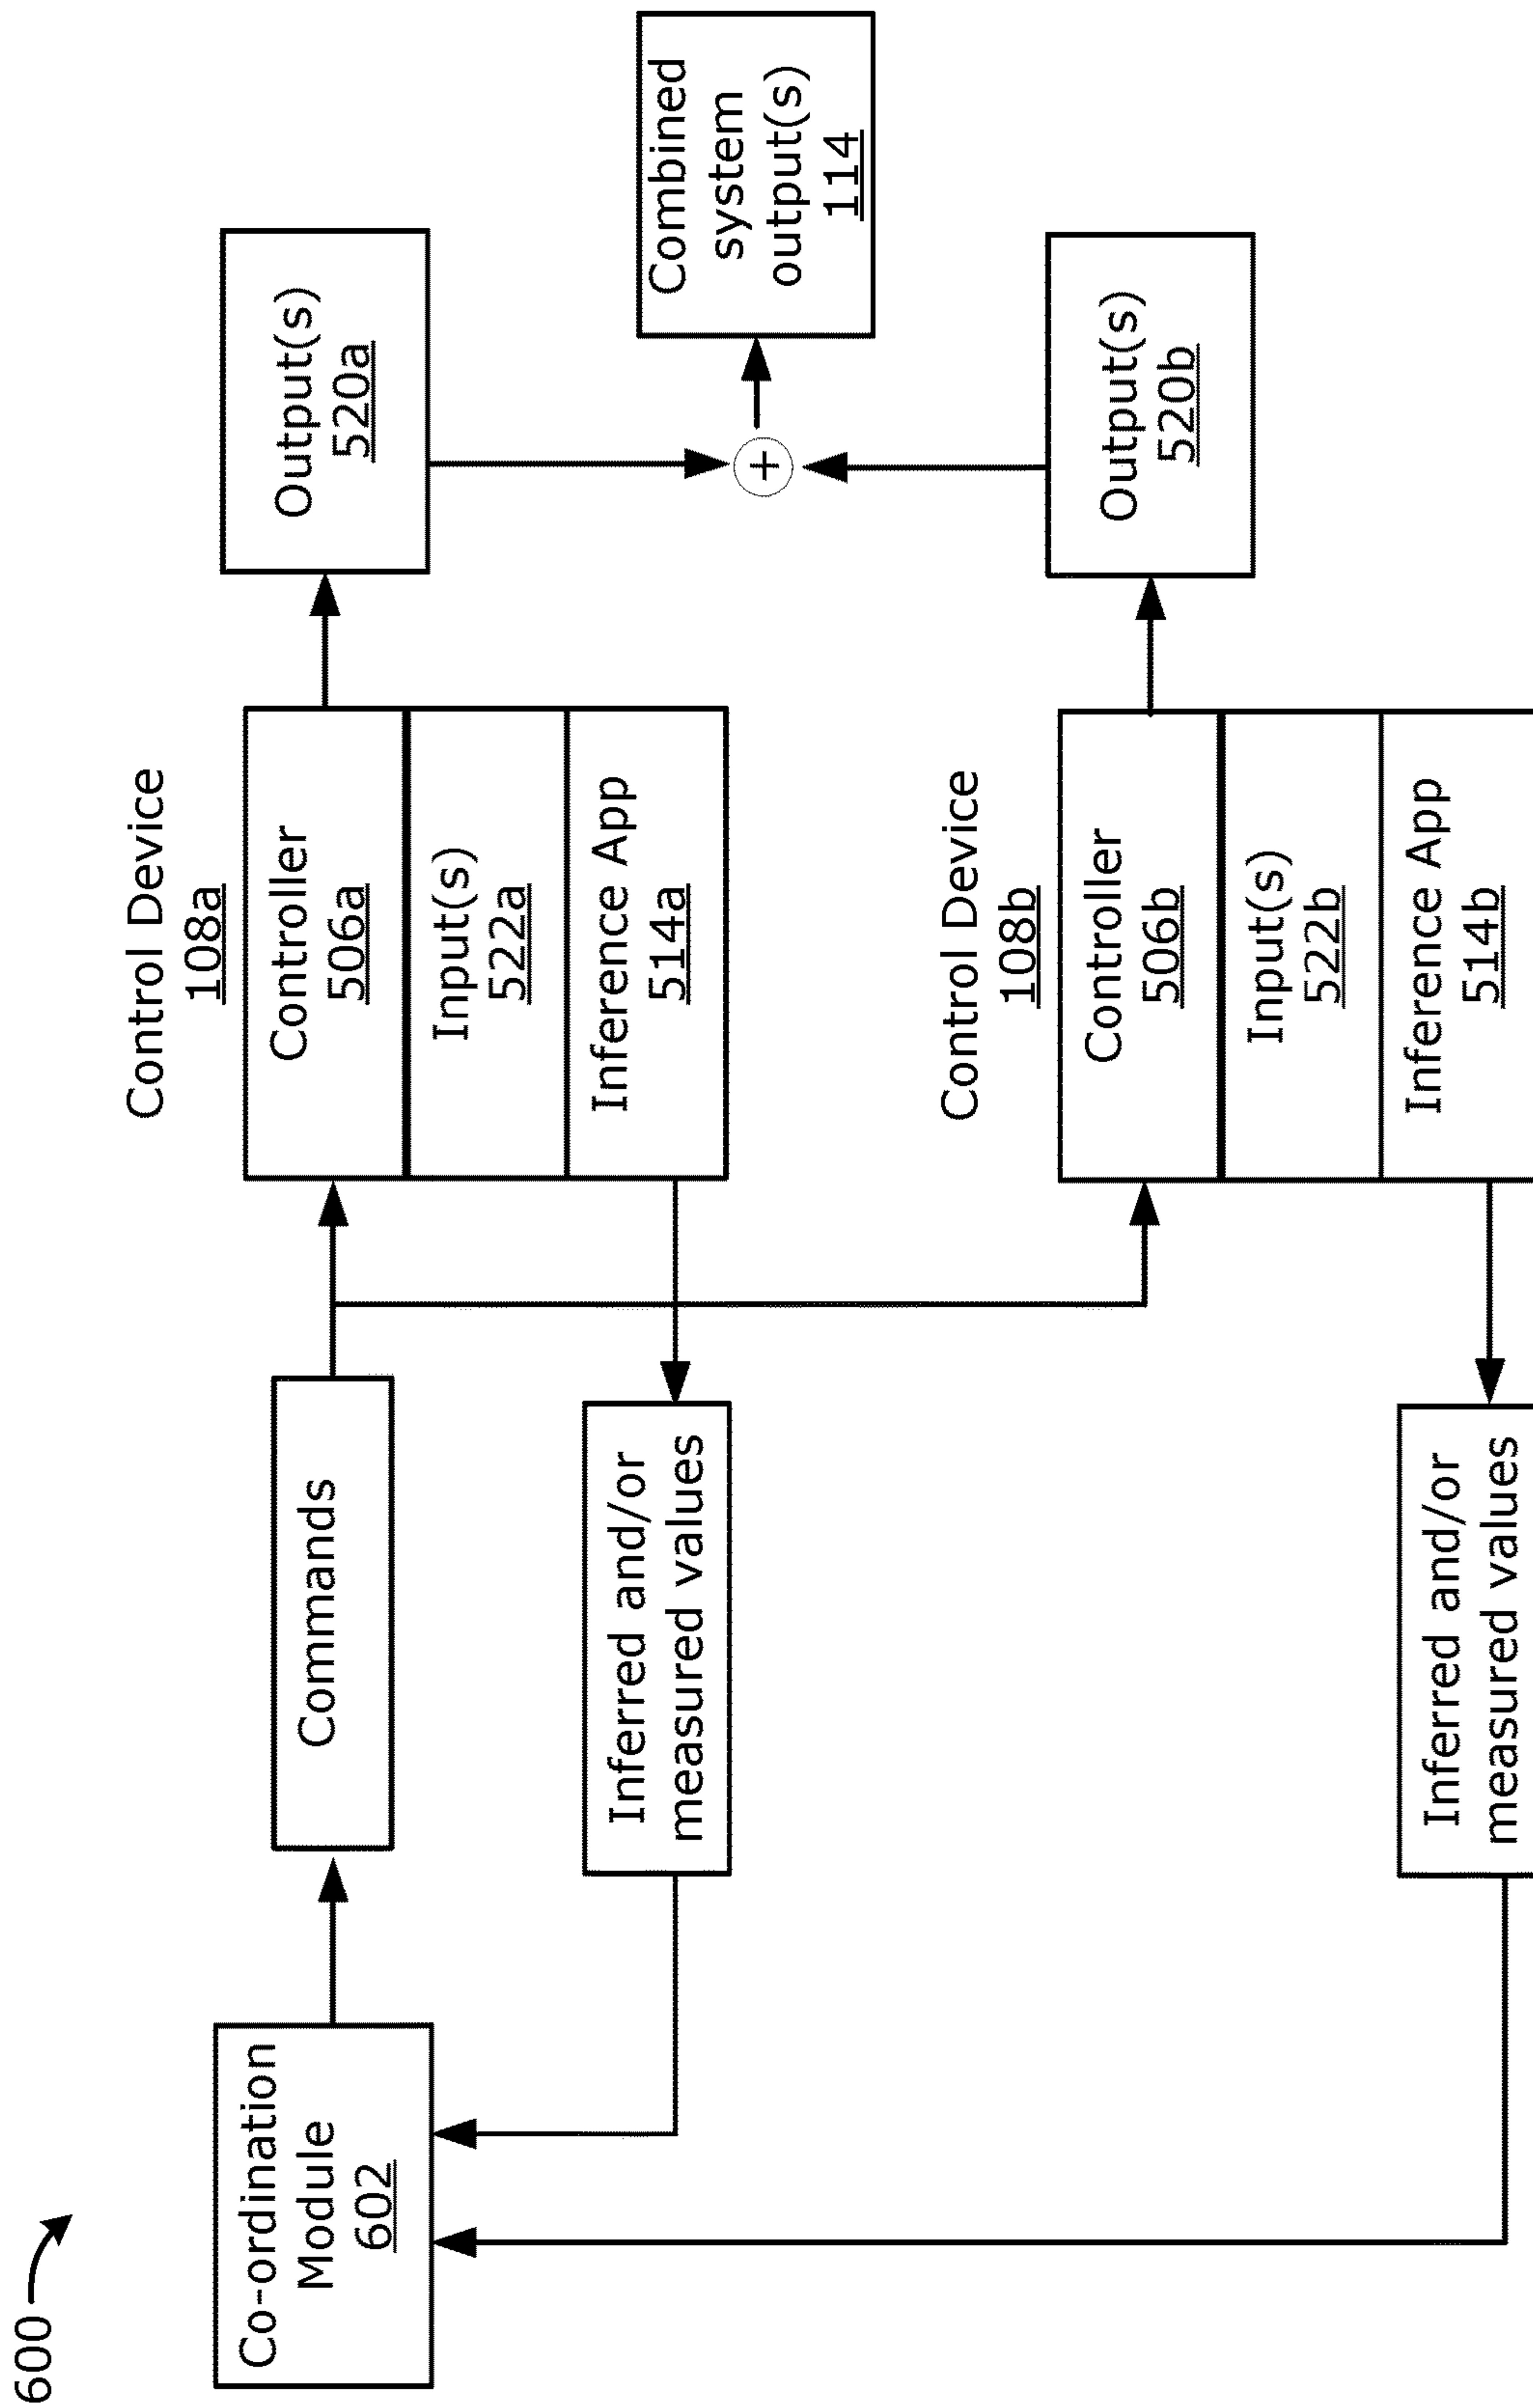 600
Co-ordination
Module
602
Commands
Inferred and/or
measured values
Control Device
108a
Controller
506a
Input(s)
522a
Inference App
514a
Output(s)
520a
+
Combined
system
output(s)
114
Inferred and/or
measured values
Control Device
108b
Controller
506b
Input(s)
522b
Inference App
514b
Output(s)
520b